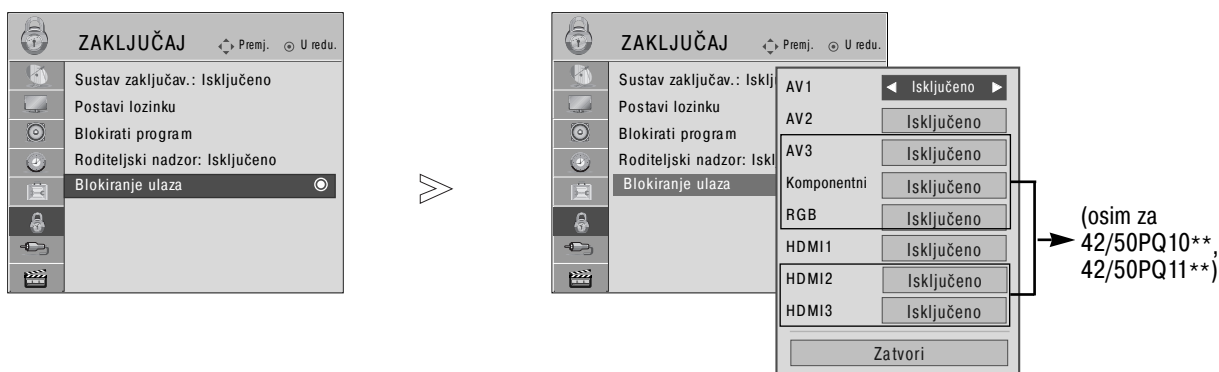 ZAKLJUČAJ
Premj.
U redu.
Sustav zaključav.: Isključeno
Postavi lozinku
Blokirati program
Roditeljski nadzor: Isključeno
Blokiranje ulaza
ZAKLJUČAJ
Premj.
U redu.
Sustav zaključav.: Isklj
Postavi lozinku
Blokirati program
Roditeljski nadzor: Iskl
Blokiranje ulaza
AV1 Isključeno
AV2 Isključeno
AV3 Isključeno
Komponentni Isključeno
RGB Isključeno
HDMI1 Isključeno
HDMI2 Isključeno
HDMI3 Isključeno
Zatvori
(osim za
42/50PQ10**,
42/50PQ11**)